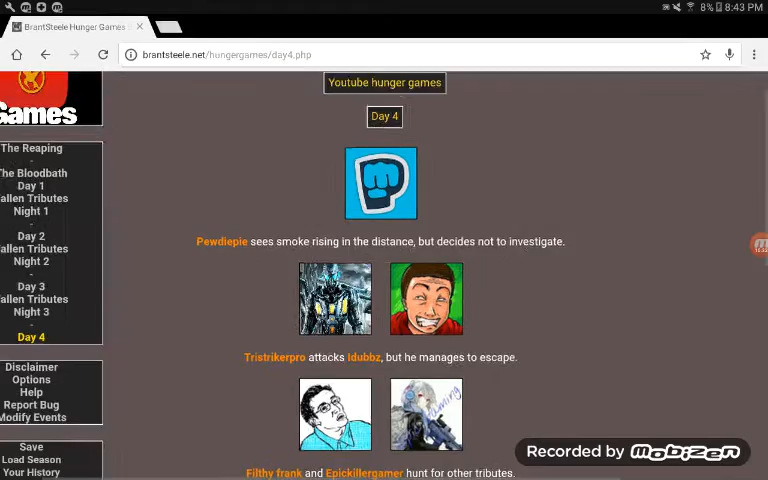 8% 8:43 PM
BrantSteele Hunger Games
brantsteele.net/hungergames/day4.php
Games
The Reaping
-
The Bloodbath
Day 1
allen Tributes
Night 1
-
Day 2
allen Tributes
Night 2
-
Day 3
allen Tributes
Night 3
-
Day 4
Disclaimer
Options
Help
Report Bug
Modify Events
Save
Load Season
Your History
Youtube hunger games
Day 4
Pewdiepie sees smoke rising in the distance, but decides not to investigate.
Tristrikerpro attacks Idubbz, but he manages to escape.
Filthy frank and Epickillergamer hunt for other tributes.
Recorded by Mobizen